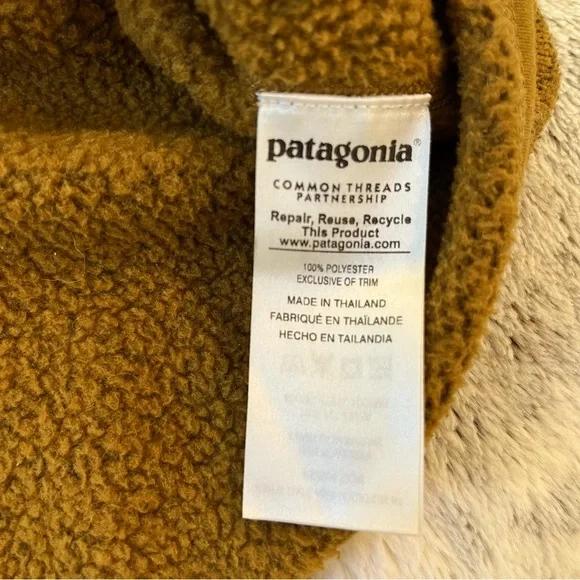 patagonia®
COMMON THREADS
PARTNERSHIP
Repair, Reuse, Recycle
This Product
www.patagonia.com
100% POLYESTER
EXCLUSIVE OF TRIM
MADE IN THAILAND
FABRIQUÉ EN THAÏLANDE
HECHO EN TAILANDIA